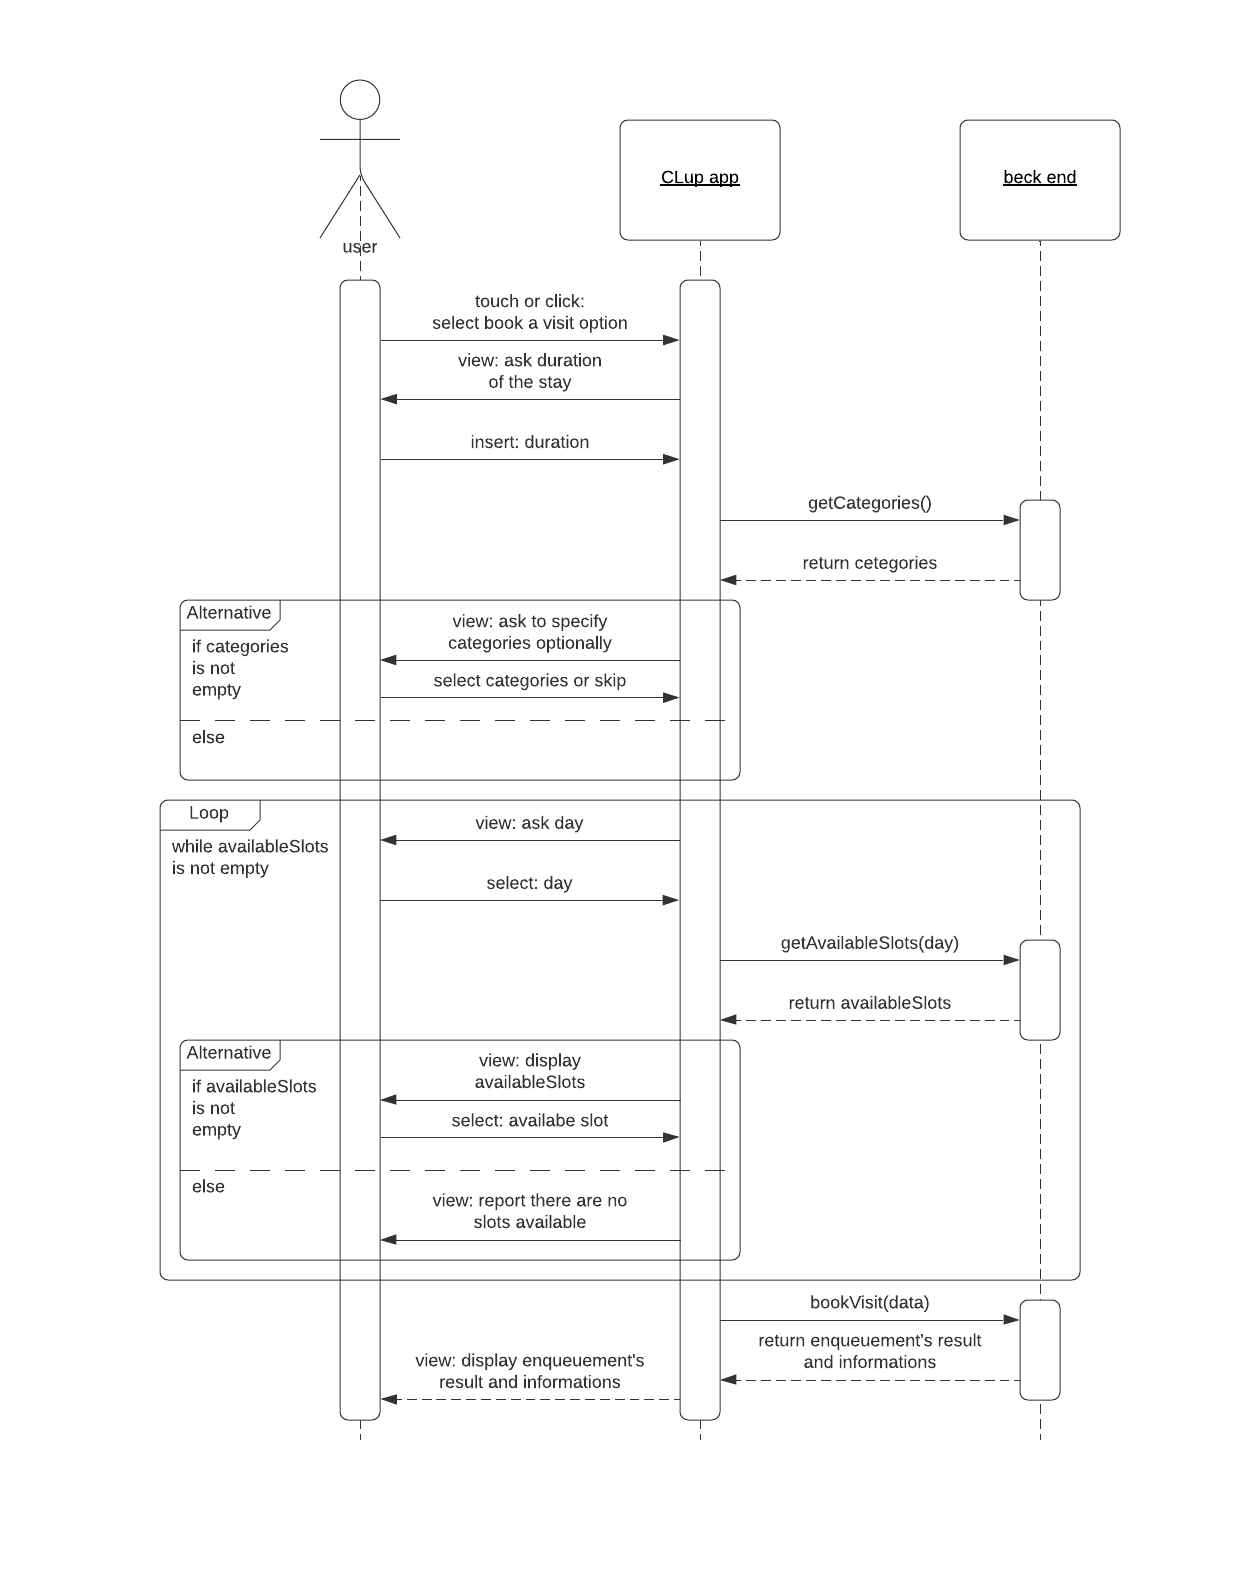 user
CLup app
beck end
touch or click:
select book a visit option
view: ask duration
of the stay
insert: duration
getCategories()
return cetegories
Alternative
if categories
is not
empty
view: ask to specify
categories optionally
select categories or skip
else
Loop
while availableSlots
is not empty
view: ask day
select: day
getAvailableSlots(day)
return availableSlots
Alternative
if availableSlots
is not
empty
view: display
availableSlots
select: availabe slot
else
view: report there are no
slots available
bookVisit(data)
return enqueuement's result
and informations
view: display enqueuement's
result and informations